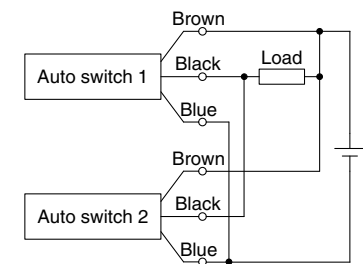 Brown
Black
Load
Auto switch 1
Blue
Brown
Black
Auto switch 2
Blue